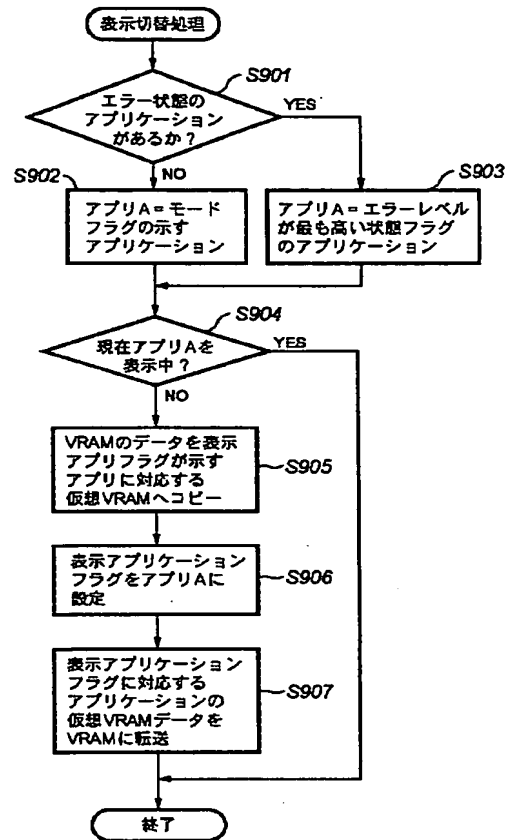 表示切替処理
S901
エラー状態の
アプリケーション
があるか？
YES
NO
S902
アプリA＝モード
フラグの示す
アプリケーション
S903
アプリA＝エラーレベル
が最も高い状態フラグ
のアプリケーション
S904
現在アプリAを
表示中？
YES
NO
VRAMのデータを表示
アプリフラグが示す
アプリに対応する
仮想VRAMへコピー
S905
表示アプリケーション
フラグをアプリAに
設定
S906
表示アプリケーション
フラグに対応する
アプリケーションの
仮想VRAMデータを
VRAMに転送
S907
終了